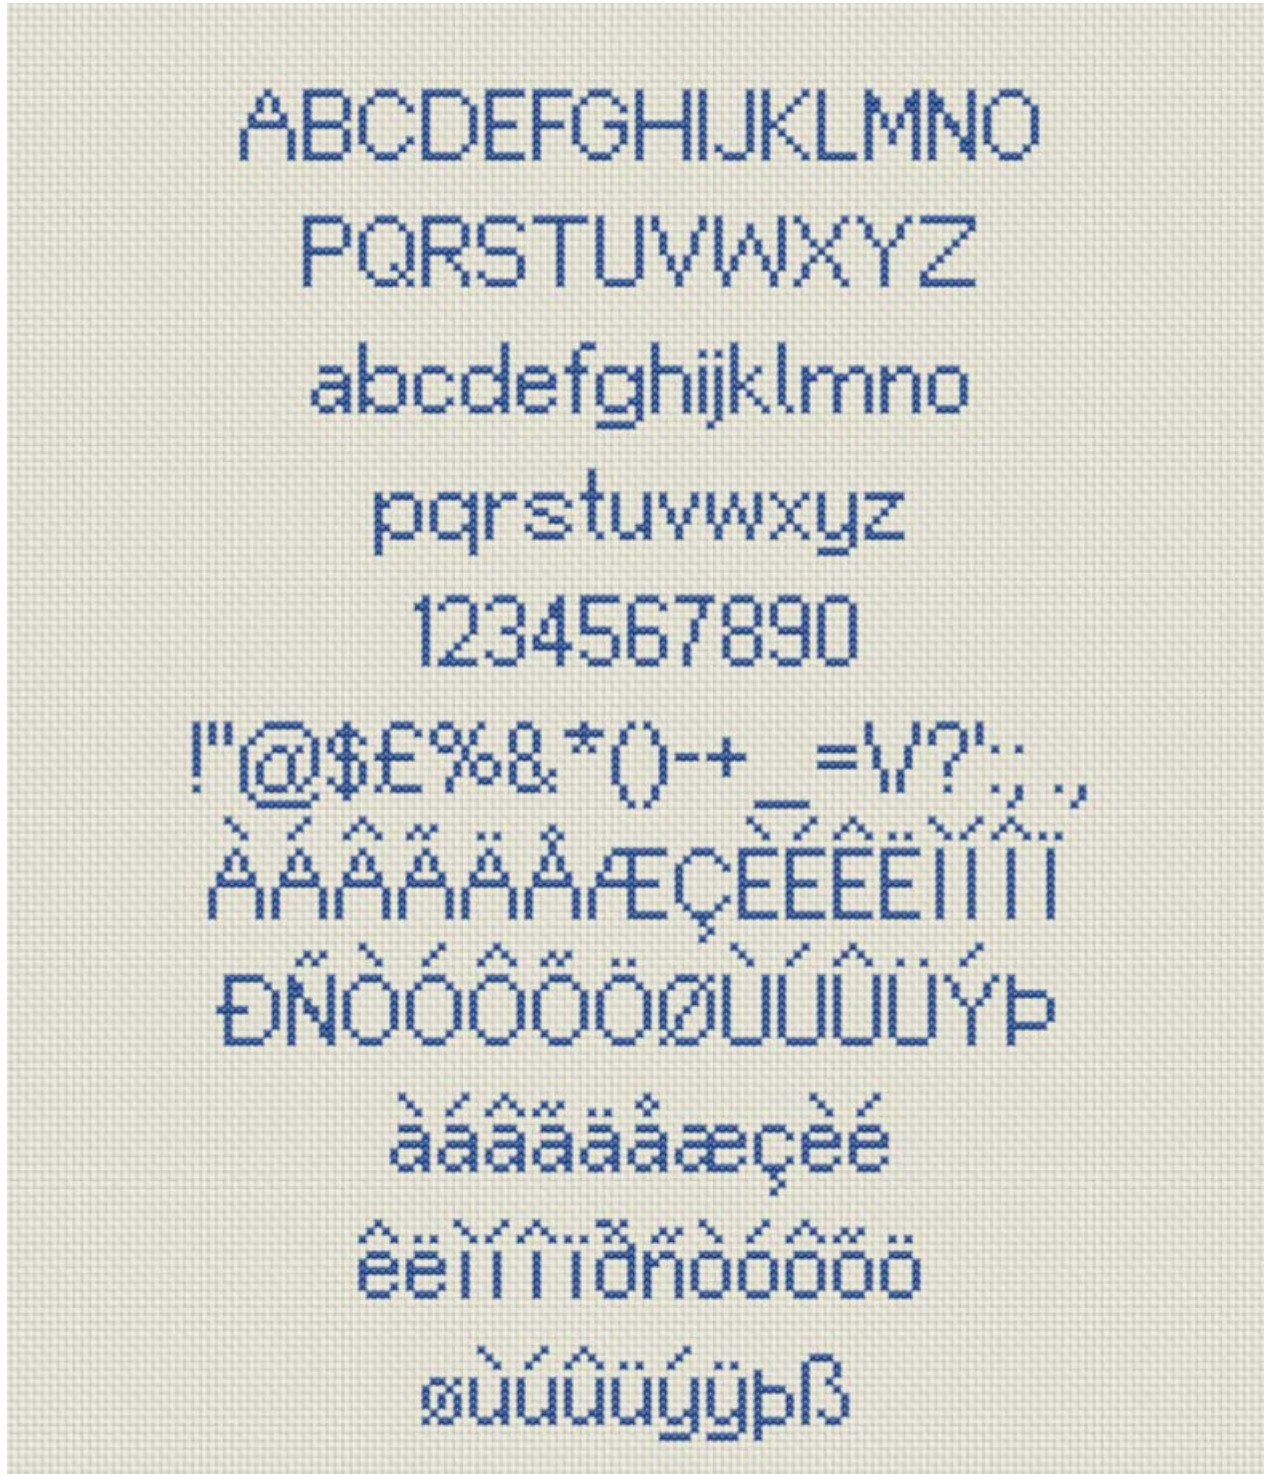 ABCDEFGHIJKLMNO
PQRSTUVWXYZ
abcdefghijklmno
pqrstuvwxyz
1234567890
!"@$£%&*()-+_=\/?':;.,
ÀÁÂÃÄÅÆÇÈÉÊËÌÍÎÏ
ÐÑÒÓÔÕÖØÙÚÛÜÝÞ
àáâãäåæçèé
êëìíîïðñòóôõö
øùúûüýÿþß